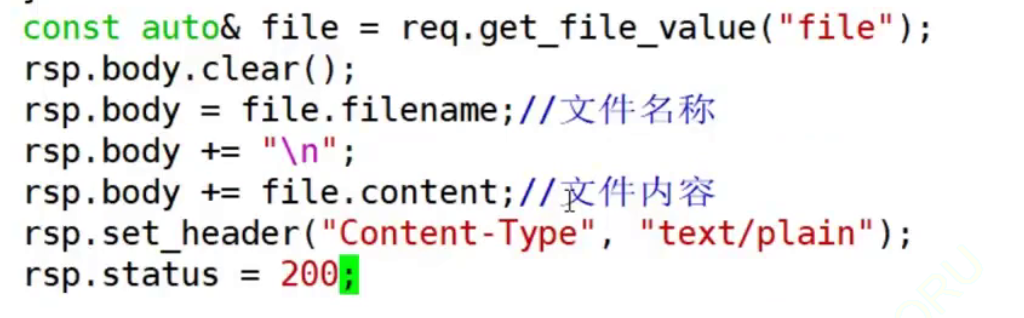 const auto& file = req.get_file_value("file");
rsp.body.clear();
rsp.body = file.filename;//文件名称
rsp.body += "\n";
rsp.body += file.content;//文件内容
rsp.set_header("Content-Type", "text/plain");
rsp.status = 200;